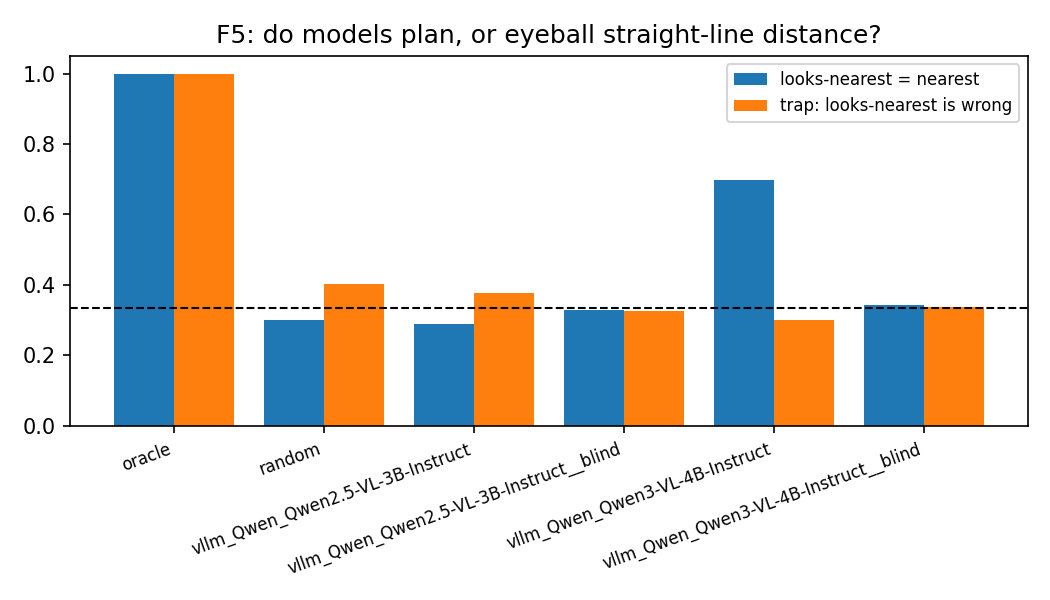 F5: do models plan, or eyeball straight-line distance?
looks-nearest = nearest
trap: looks-nearest is wrong
1.0
0.8
0.6
0.4
0.2
0.0
oracle
random
vllm_Qwen_Qwen2.5-VL-3B-Instruct
vllm_Qwen_Qwen2.5-VL-3B-Instruct__blind
vllm_Qwen_Qwen3-VL-4B-Instruct
vllm_Qwen_Qwen3-VL-4B-Instruct__blind